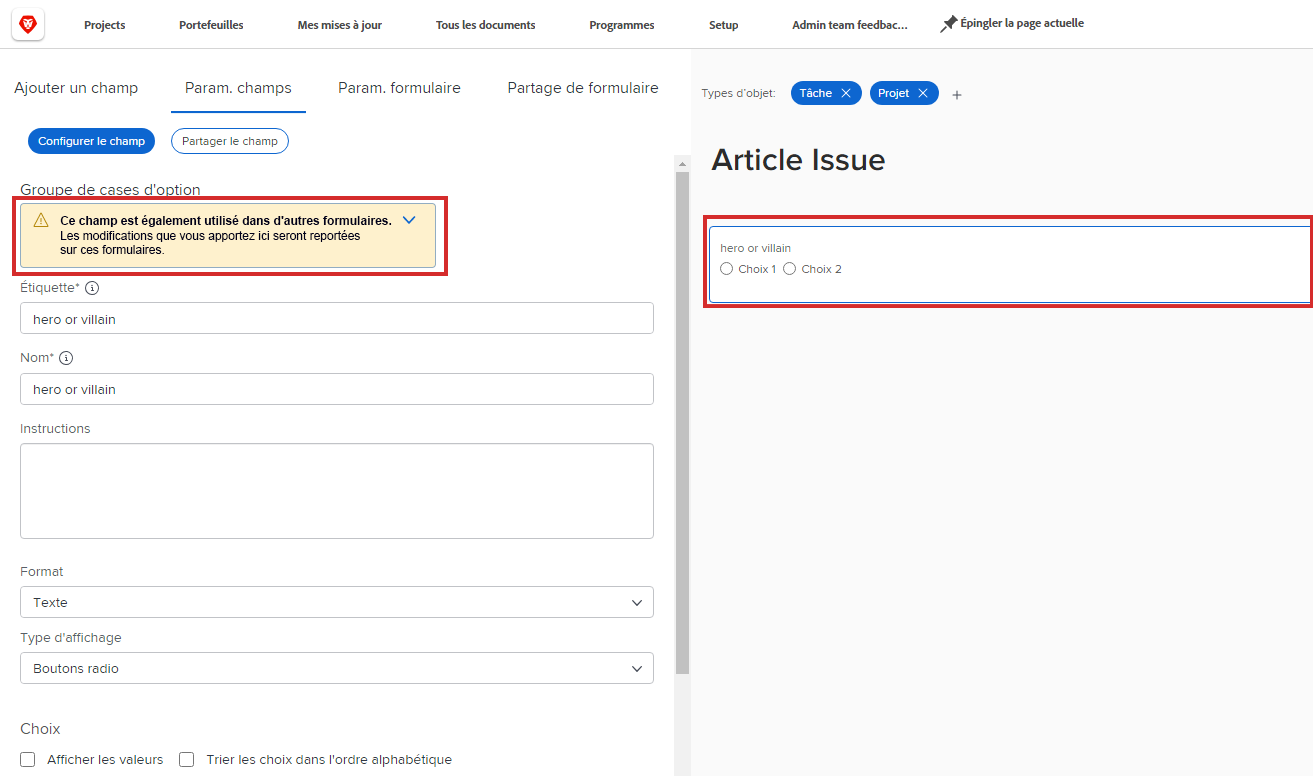 Projects Portefeuilles Mes mises à jour Tous les documents Programmes Setup Admin team feedbac... Épingler la page actuelle
Ajouter un champ Param. champs Param. formulaire Partage de formulaire
Configurer le champ Partager le champ
Groupe de cases d'option
Ce champ est également utilisé dans d'autres formulaires.
Les modifications que vous apportez ici seront reportées
sur ces formulaires.
Étiquette*
hero or villain
Nom*
hero or villain
Instructions
Format
Texte
Type d'affichage
Boutons radio
Choix
Afficher les valeurs Trier les choix dans l'ordre alphabétique
Types d'objet: Tâche Projet
Article Issue
hero or villain
Choix 1 Choix 2